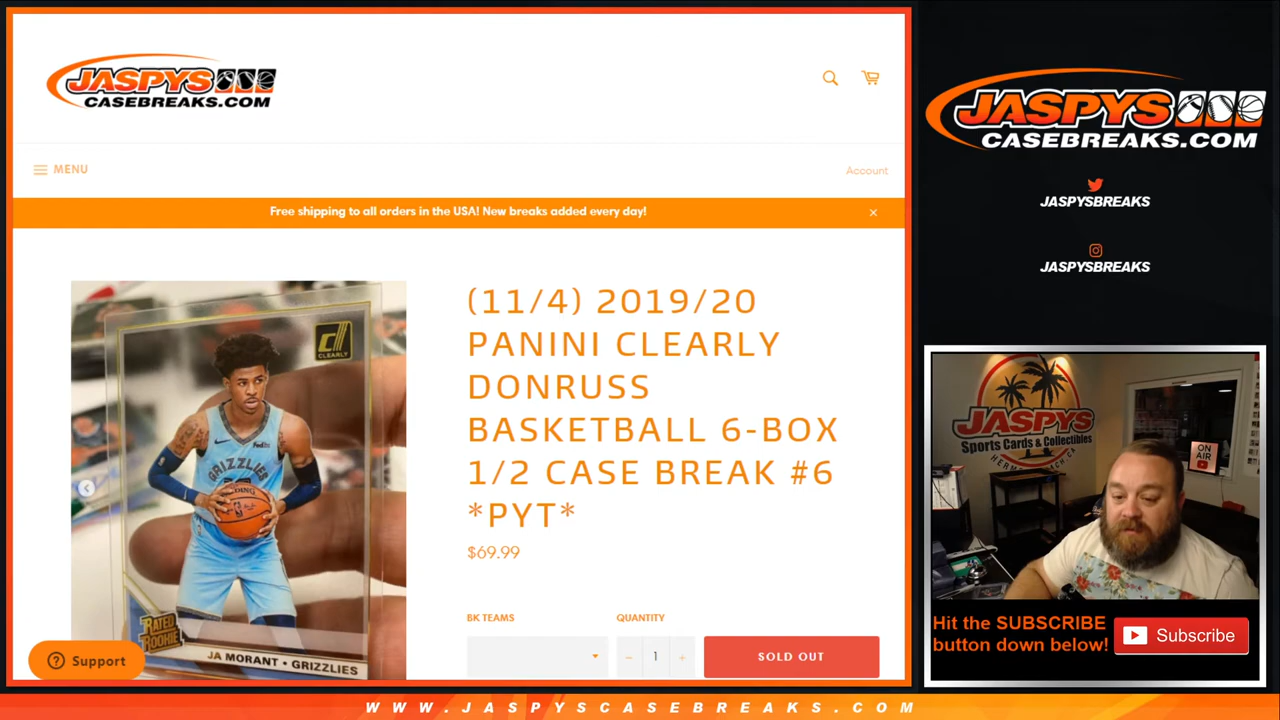 JASPYS
CASEBREAKS.COM
MENU
Account
Free shipping to all orders in the USA! New breaks added every day!
×
(11/4) 2019/20
PANINI CLEARLY
DONRUSS
BASKETBALL 6-BOX
1/2 CASE BREAK #6
*PYT*
$69.99
BK TEAMS
QUANTITY
− 1 +
SOLD OUT
CLEARLY
FedEx
GRIZZLIES
SPALDING
RATED
ROOKIE
JA MORANT • GRIZZLIES
Support
JASPYS
CASEBREAKS.COM
JASPYSBREAKS
JASPYSBREAKS
JASPYS
Sports Cards & Collectibles
ON
AIR
Hit the SUBSCRIBE
button down below!
Subscribe
WWW.JASPYSCASEBREAKS.COM